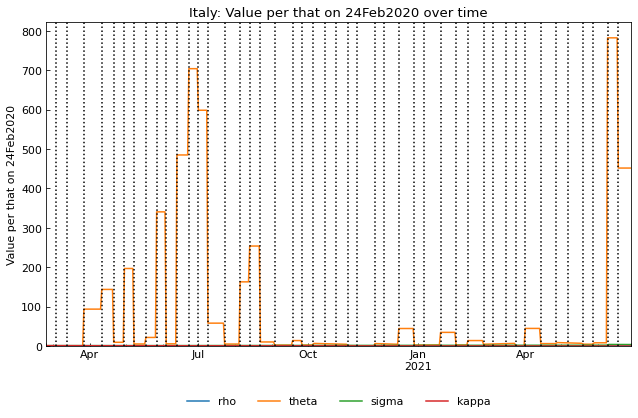 Italy: Value per that on 24Feb2020 over time
Value per that on 24Feb2020
800
700
600
500
400
300
200
100
0
Apr Jul Oct Jan Apr
2021
rho theta sigma kappa